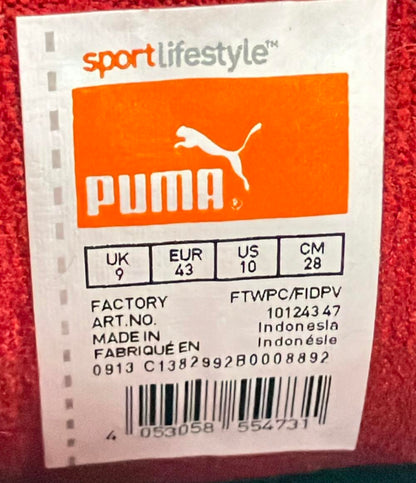 sportlifestyle™
PUMA®
UK EUR US CM
9 43 10 28
FACTORY FTWPC/FIDPV
ART.NO. 10124347
MADE IN Indonesia
FABRIQUÉ EN Indonésie
0913 C1382992B0008892
4 053058 554731